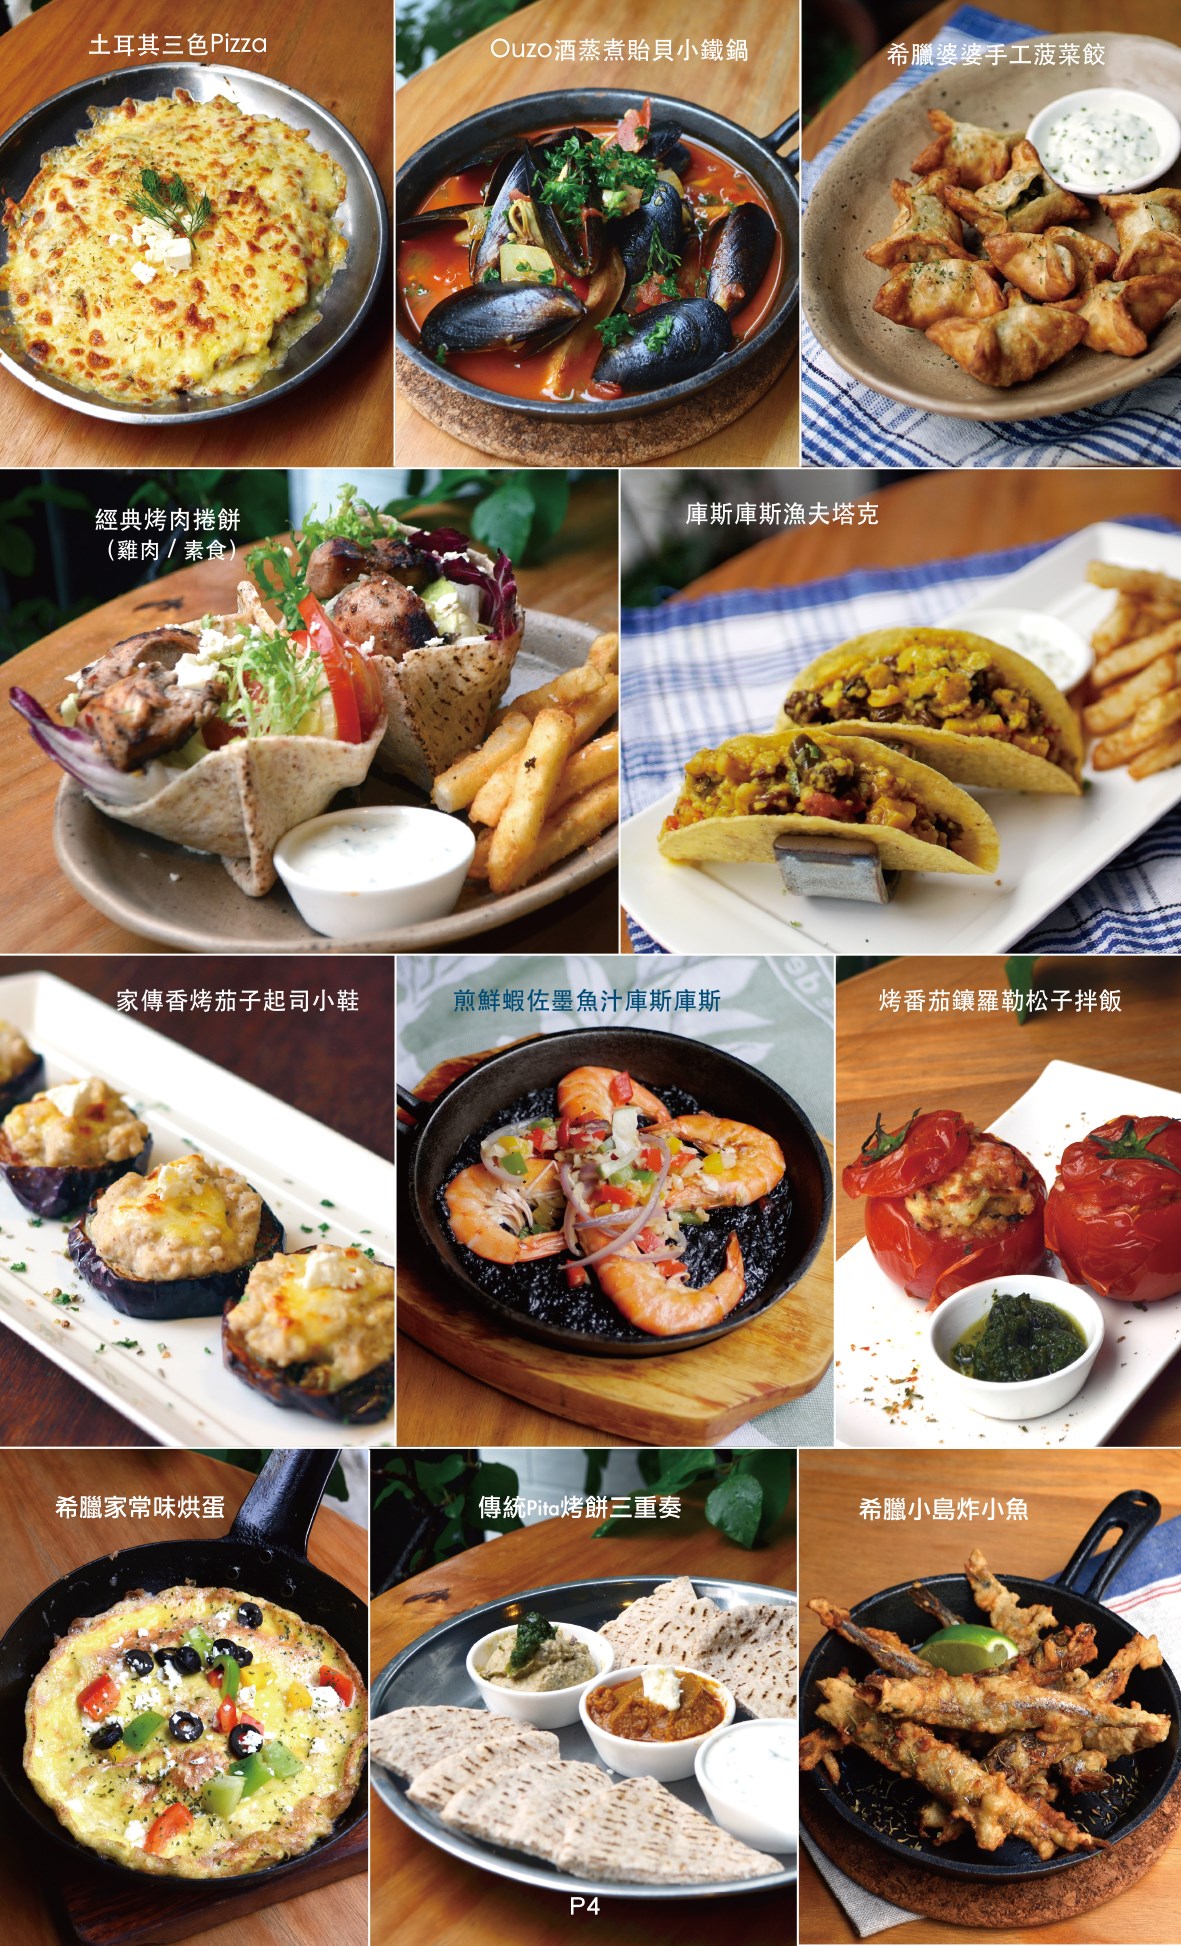 土耳其三色Pizza
Ouzo酒蒸煮貽貝小鐵鍋
希臘婆婆手工菠菜餃
經典烤肉捲餅
（雞肉 / 素食）
庫斯庫斯漁夫塔克
家傳香烤茄子起司小鞋
煎鮮蝦佐墨魚汁庫斯庫斯
烤番茄鑲羅勒松子拌飯
希臘家常味烘蛋
傳統Pita烤餅三重奏
希臘小島炸小魚
P4